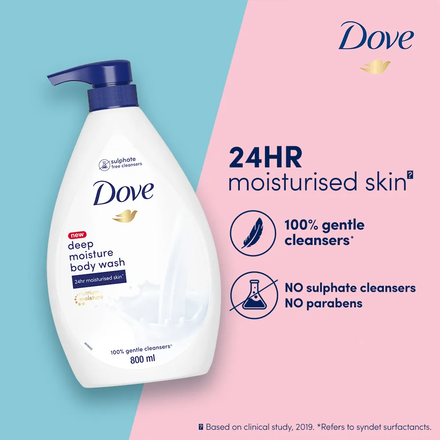 Dove
sulphate
free cleansers
Dove
new
deep
moisture
body wash
24hr moisturised skin
100% gentle cleansers*
800 ml
24HR
moisturised skin?
100% gentle
cleansers*
NO sulphate cleansers
NO parabens
? Based on clinical study, 2019. *Refers to syndet surfactancts.